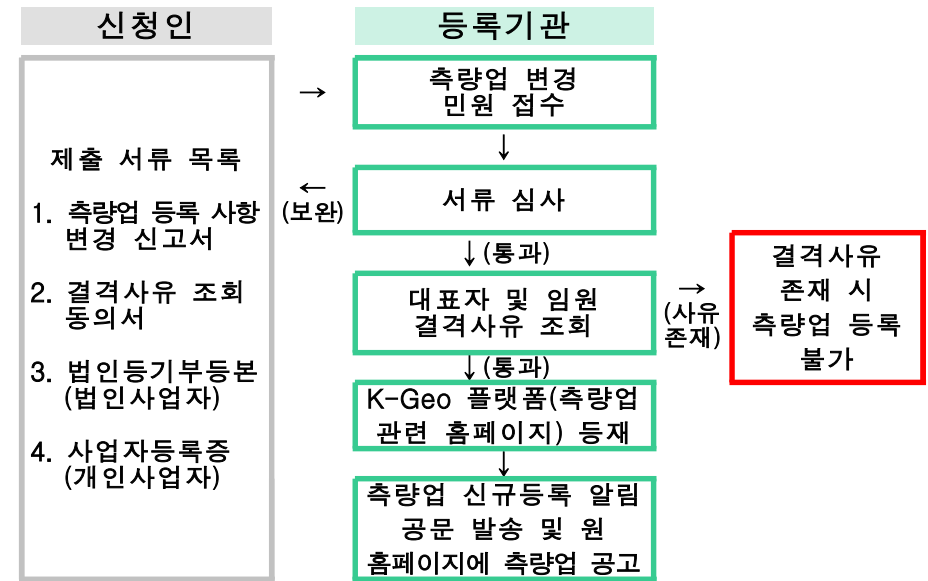 신청인
제출 서류 목록
1. 측량업 등록 사항
변경 신고서
2. 결격사유 조회
동의서
3. 법인등기부등본
(법인사업자)
4. 사업자등록증
(개인사업자)
→
←
(보완)
등록기관
측량업 변경
민원 접수
↓
서류 심사
↓(통과)
대표자 및 임원
결격사유 조회
→
(사유
존재)
결격사유
존재 시
측량업 등록
불가
↓(통과)
K-Geo 플랫폼(측량업
관련 홈페이지) 등재
↓
측량업 신규등록 알림
공문 발송 및 원
홈페이지에 측량업 공고